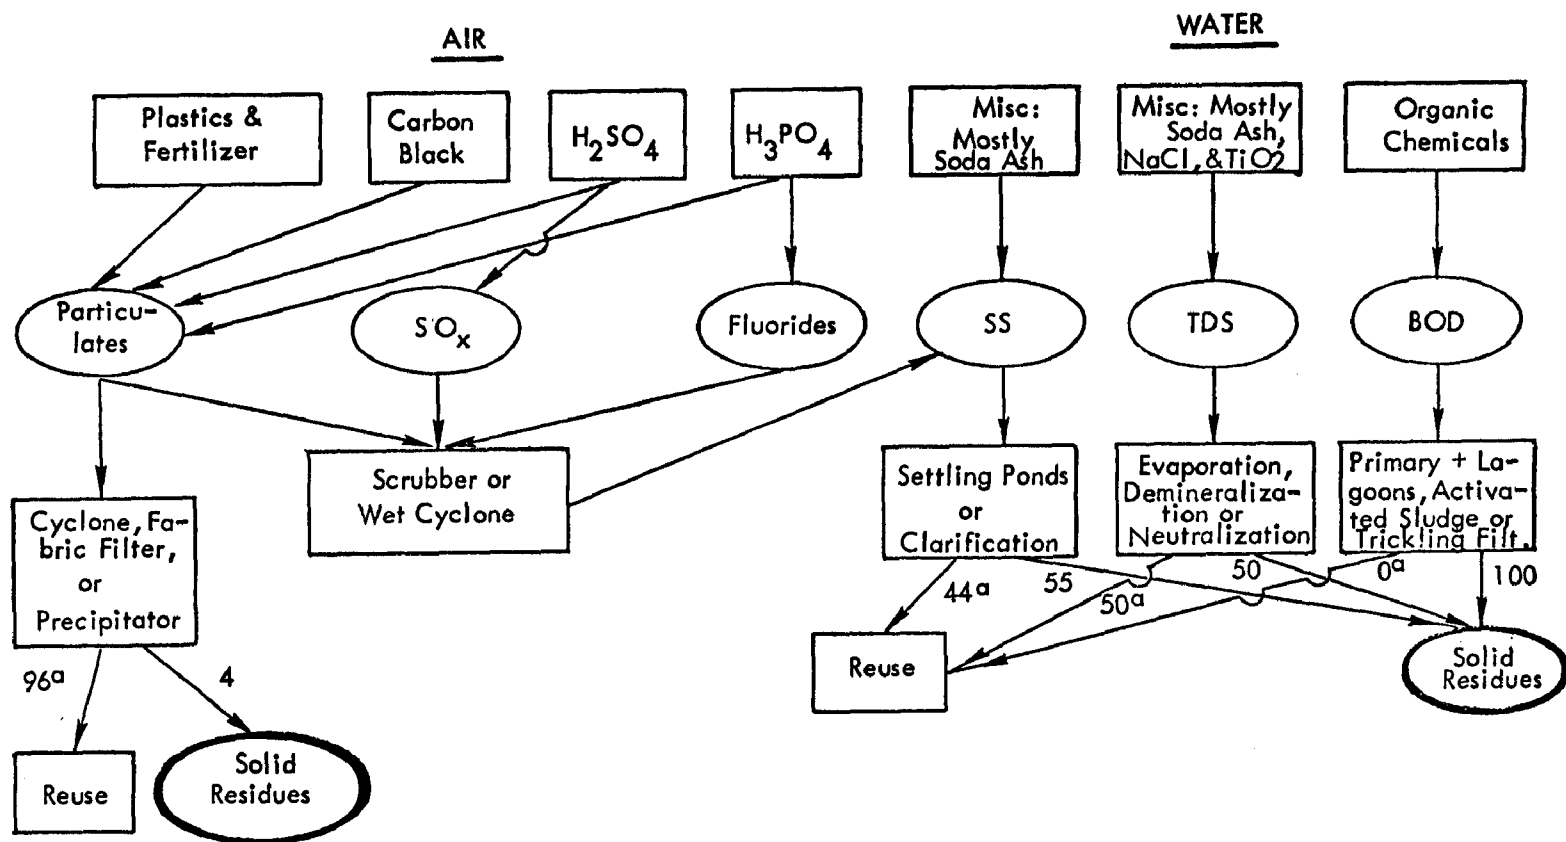 AIR
WATER
Plastics &
Fertilizer
Carbon
Black
H₂SO₄
H₃PO₄
Misc:
Mostly
Soda Ash
Misc: Mostly
Soda Ash,
NaCl,&TiO2
Organic
Chemicals
Particu-
lates
SOₓ
Fluorides
SS
TDS
BOD
Cyclone, Fa-
bric Filter,
or
Precipitator
Scrubber or
Wet Cyclone
Settling Ponds
or
Clarification
Evaporation,
Demineraliza-
tion or
Neutralization
Primary + La-
goons, Activa-
ted Sludge or
Trickling Filt.
44ª
55
50ª
50
0ª
100
Reuse
Solid
Residues
96ª
4
Reuse
Solid
Residues